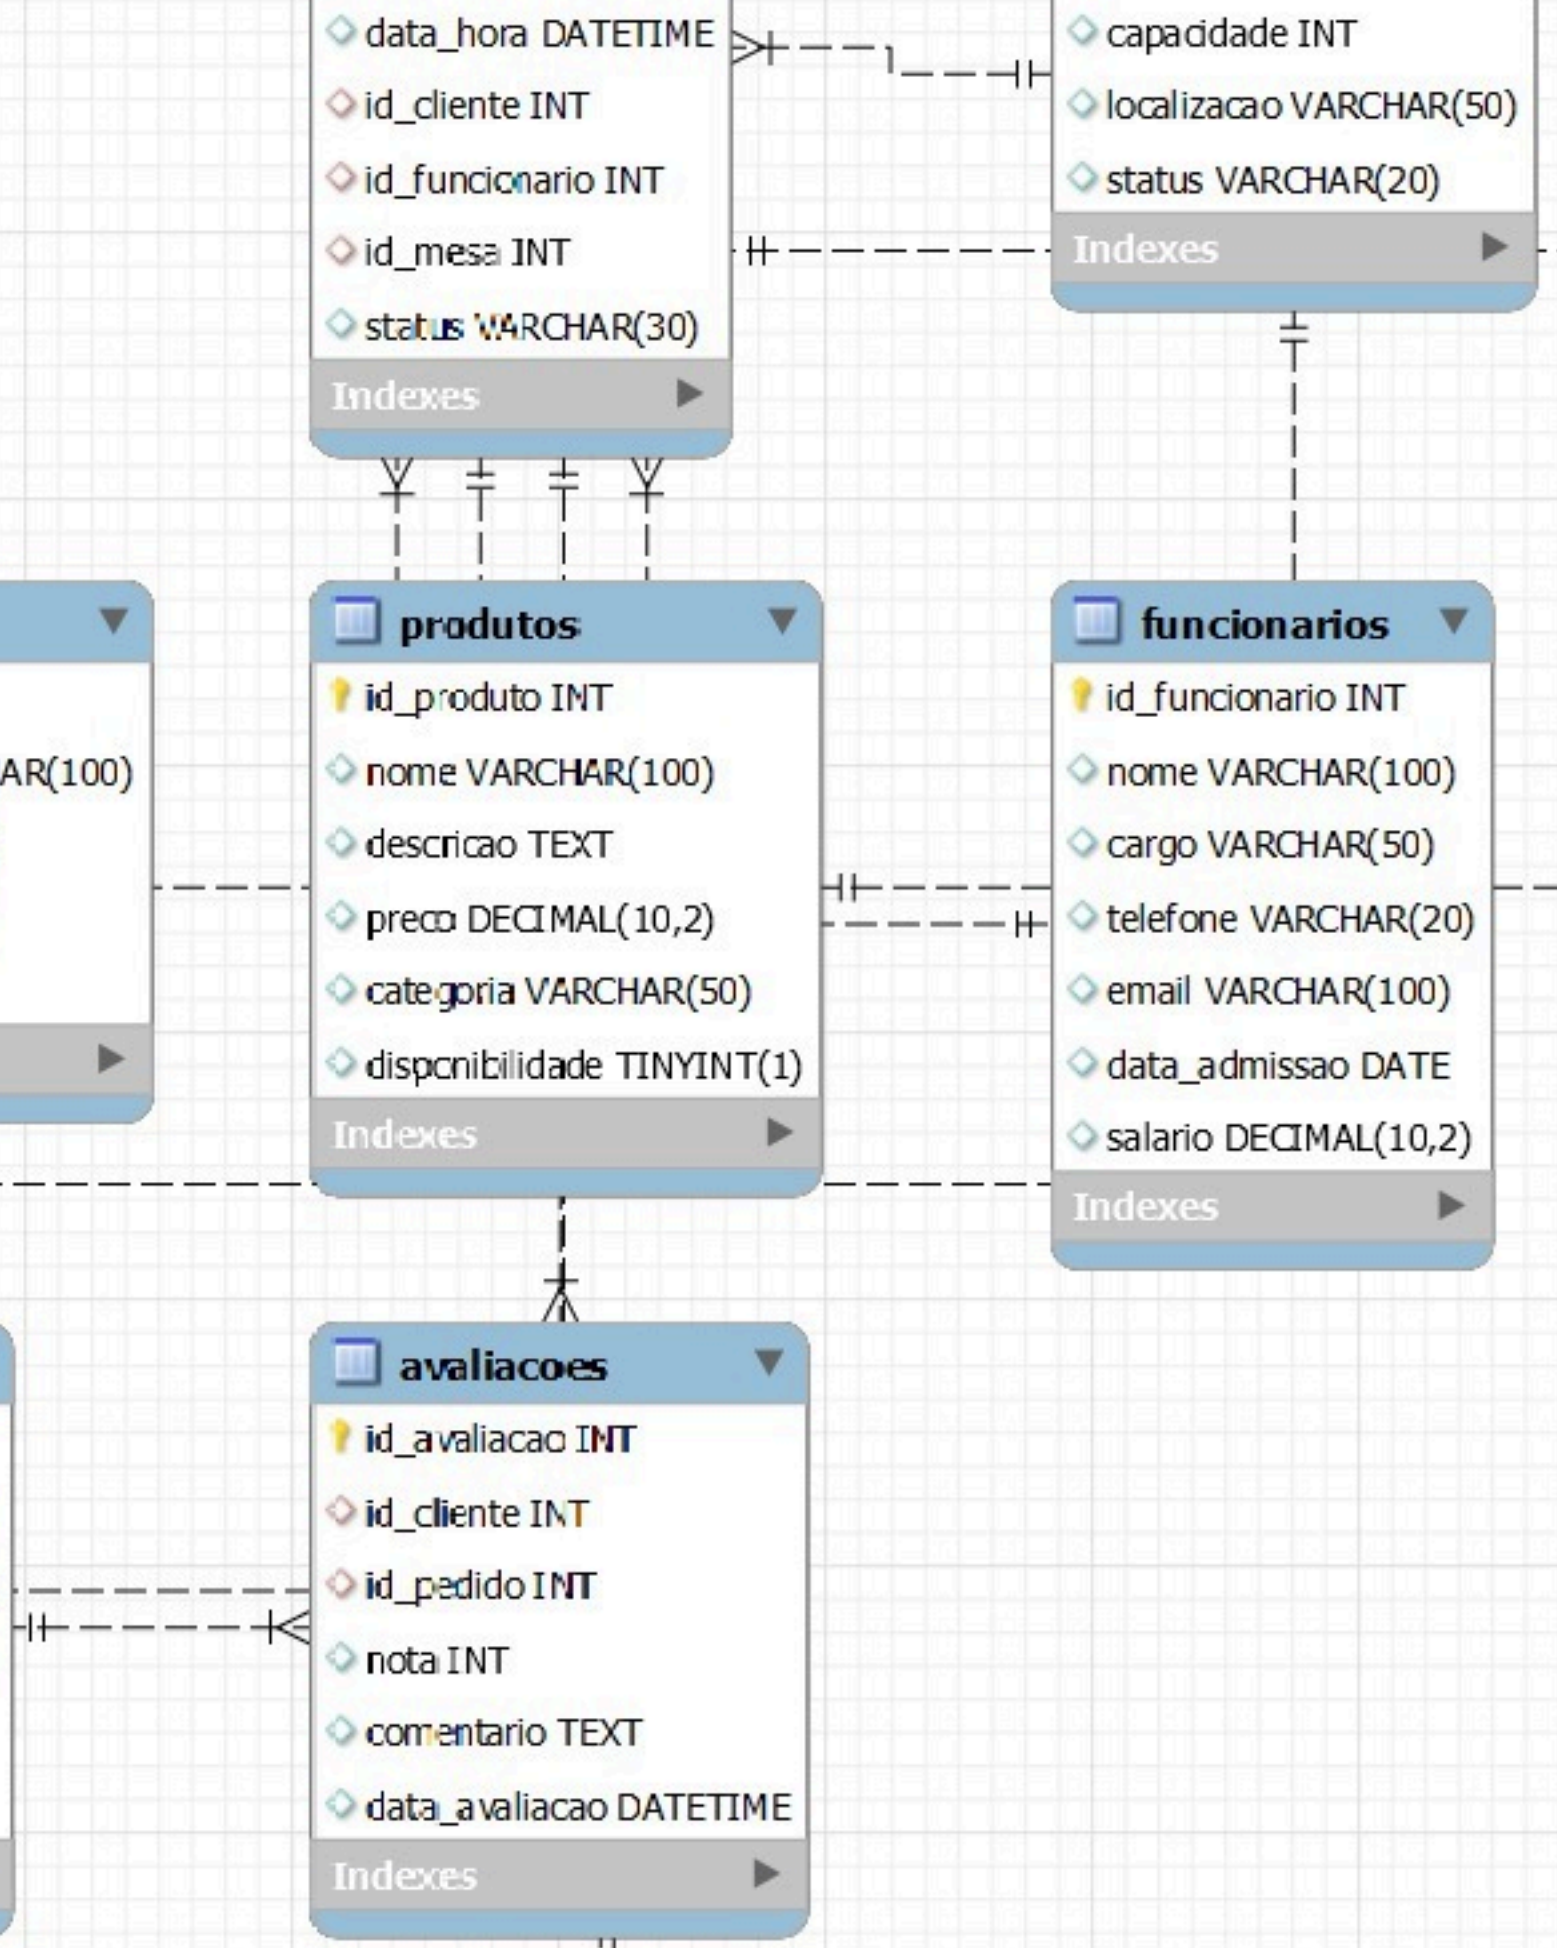 data_hora DATETIME
id_cliente INT
id_funcionario INT
id_mesa INT
status VARCHAR(30)
Indexes
capacidade INT
localizacao VARCHAR(50)
status VARCHAR(20)
Indexes
AR(100)
produtos
id_produto INT
nome VARCHAR(100)
descricao TEXT
preco DECIMAL(10,2)
categoria VARCHAR(50)
disponibilidade TINYINT(1)
Indexes
funcionarios
id_funcionario INT
nome VARCHAR(100)
cargo VARCHAR(50)
telefone VARCHAR(20)
email VARCHAR(100)
data_admissao DATE
salario DECIMAL(10,2)
Indexes
avaliacoes
id_avaliacao INT
id_cliente INT
id_pedido INT
nota INT
comentario TEXT
data_avaliacao DATETIME
Indexes